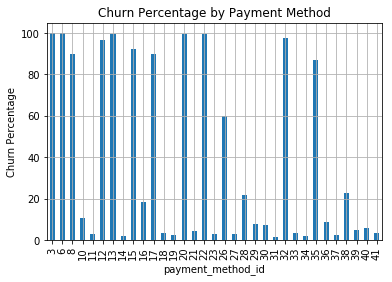 Churn Percentage by Payment Method
Churn Percentage
100
80
60
40
20
0
3 6 8 10 11 12 13 14 15 16 17 18 19 20 21 22 23 26 27 28 29 30 31 32 33 34 35 36 37 38 39 40 41
payment_method_id